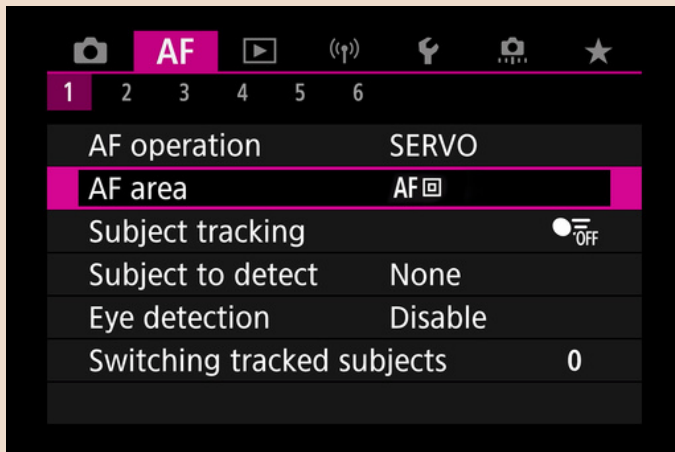 AF
1 2 3 4 5 6
AF operation SERVO
AF area AF
Subject tracking OFF
Subject to detect None
Eye detection Disable
Switching tracked subjects 0